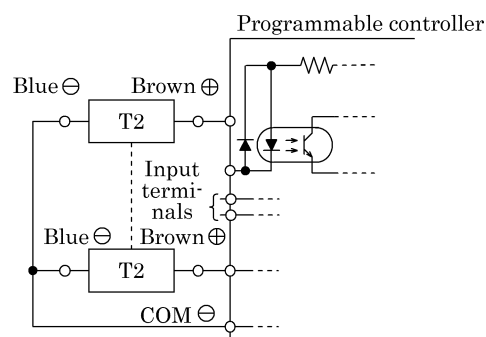 Programmable controller
Blue ⊖
Brown ⊕
T2
Input
termi-
nals
Blue ⊖
Brown ⊕
T2
COM ⊖